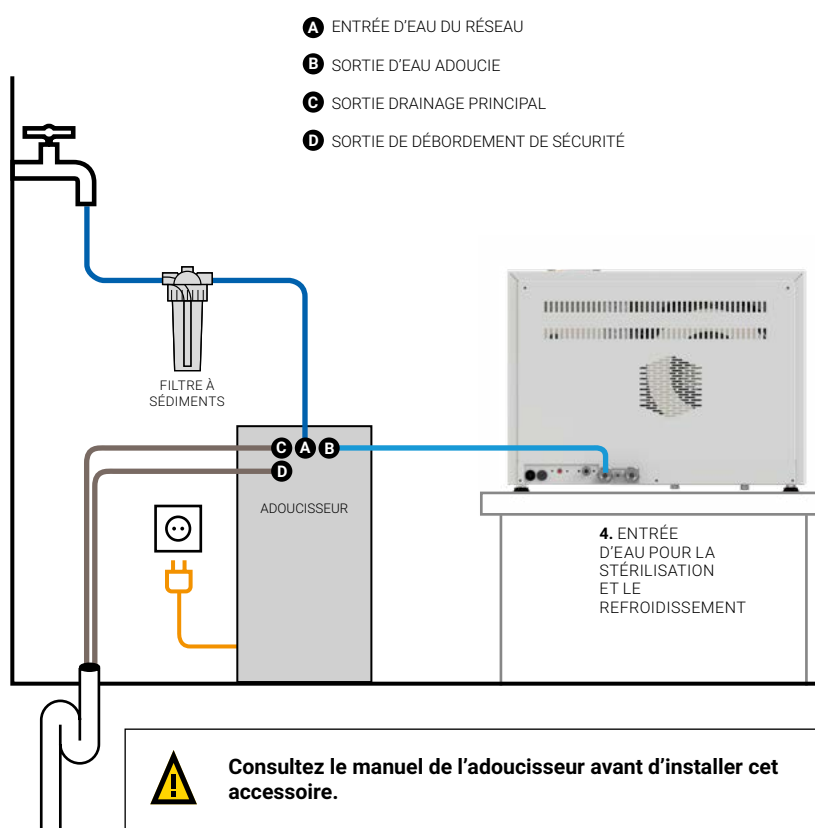 A ENTRÉE D'EAU DU RÉSEAU
B SORTIE D'EAU ADOUCIE
C SORTIE DRAINAGE PRINCIPAL
D SORTIE DE DÉBORDEMENT DE SÉCURITÉ
FILTRE À
SÉDIMENTS
C A B
D
ADOUCISSEUR
4. ENTRÉE
D'EAU POUR LA
STÉRILISATION
ET LE
REFROIDISSEMENT
Consultez le manuel de l'adoucisseur avant d'installer cet
accessoire.